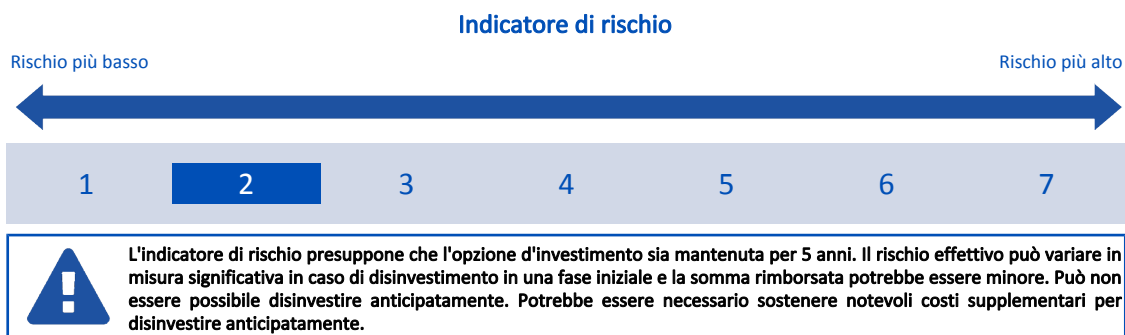 Indicatore di rischio
Rischio più basso
Rischio più alto
1 2 3 4 5 6 7
L'indicatore di rischio presuppone che l'opzione d'investimento sia mantenuta per 5 anni. Il rischio effettivo può variare in
misura significativa in caso di disinvestimento in una fase iniziale e la somma rimborsata potrebbe essere minore. Può non
essere possibile disinvestire anticipatamente. Potrebbe essere necessario sostenere notevoli costi supplementari per
disinvestire anticipatamente.